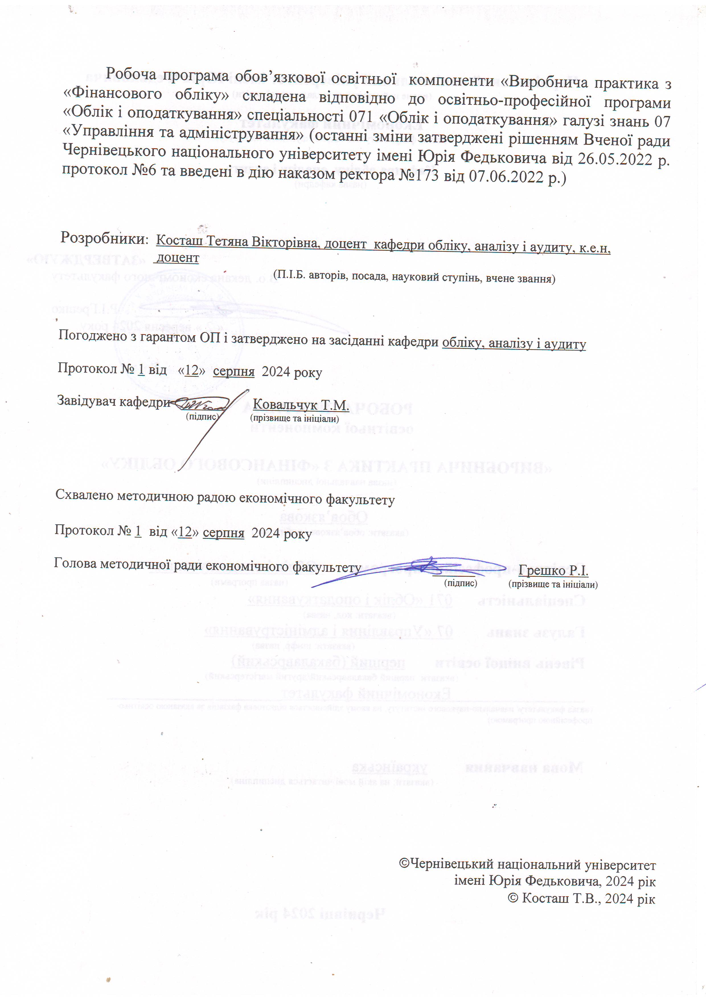 Робоча програма обов’язкової освітньої компоненти «Виробнича практика з
«Фінансового обліку» складена відповідно до освітньо-професійної програми
«Облік і оподаткування» спеціальності 071 «Облік і оподаткування» галузі знань 07
«Управління та адміністрування» (останні зміни затверджені рішенням Вченої ради
Чернівецького національного університету імені Юрія Федьковича від 26.05.2022 р.
протокол №6 та введені в дію наказом ректора №173 від 07.06.2022 р.)
Розробники: Косташ Тетяна Вікторівна, доцент кафедри обліку, аналізу і аудиту, к.е.н,
доцент
(П.І.Б. авторів, посада, науковий ступінь, вчене звання)
Погоджено з гарантом ОП і затверджено на засіданні кафедри обліку, аналізу і аудиту
Протокол № 1 від «12» серпня 2024 року
Завідувач кафедри Ковальчук Т.М.
(підпис) (прізвище та ініціали)
Схвалено методичною радою економічного факультету
Протокол № 1 від «12» серпня 2024 року
Голова методичної ради економічного факультету Грешко Р.І.
(підпис) (прізвище та ініціали)
©Чернівецький національний університет
імені Юрія Федьковича, 2024 рік
© Косташ Т.В., 2024 рік